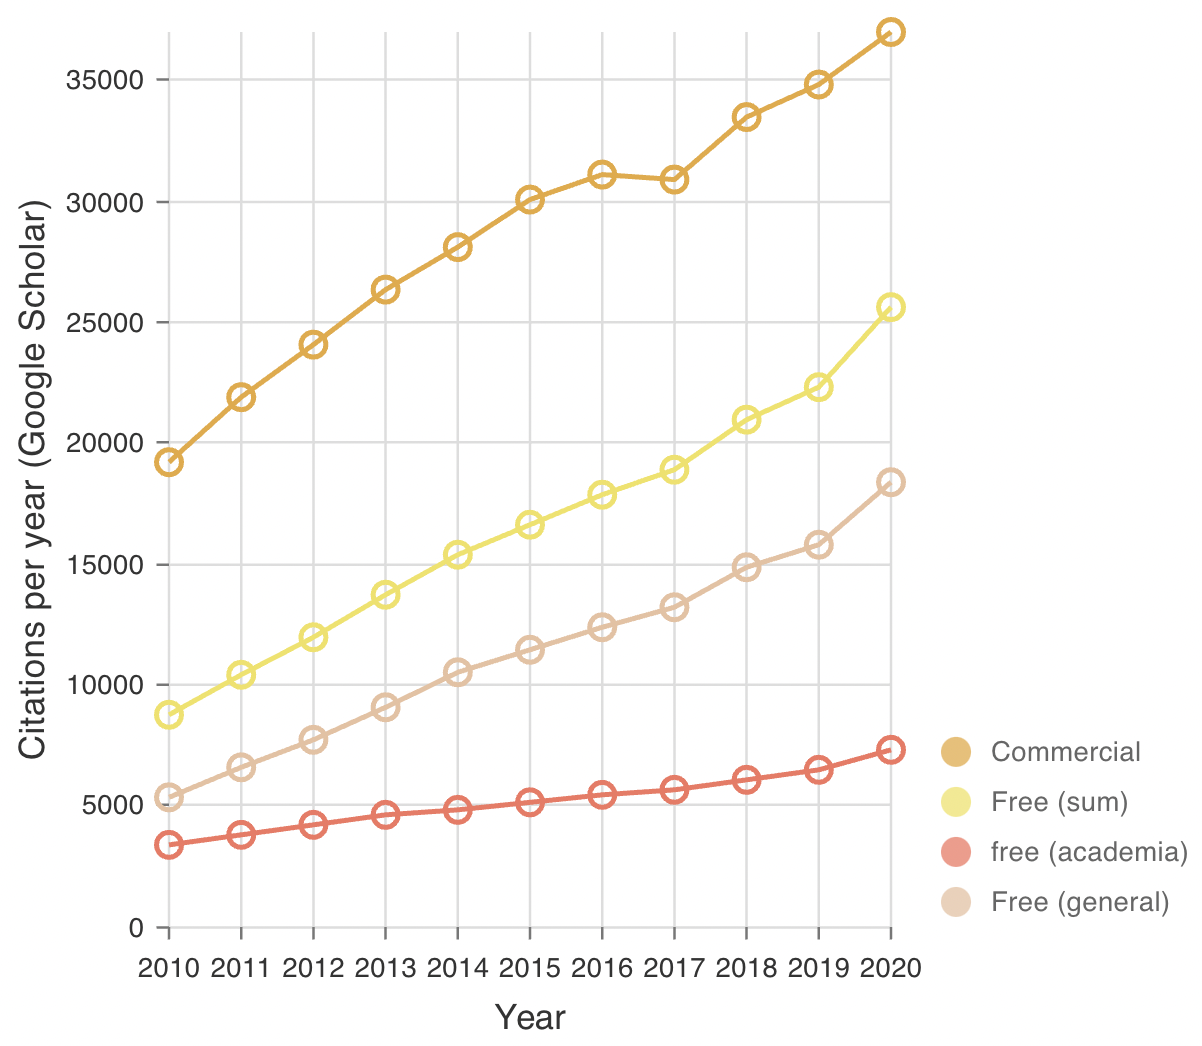 35000
30000
25000
20000
15000
10000
5000
0
Citations per year (Google Scholar)
2010 2011 2012 2013 2014 2015 2016 2017 2018 2019 2020
Year
Commercial
Free (sum)
free (academia)
Free (general)